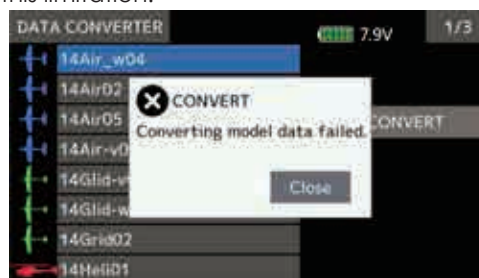 DATA CONVERTER 7.9V 1/3
14Air_w04
14Air02
CONVERT
14Air05
CONVERT
Converting model data failed.
14Air-v0
14Glid-v
Close
14Glid-w
14Grid02
14Heli01